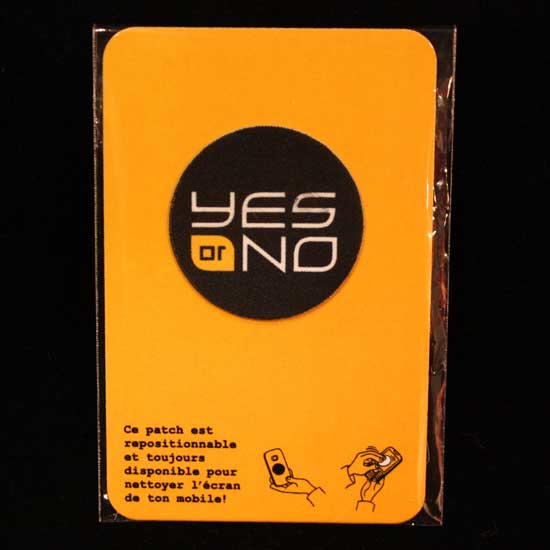 YES
or NO
Ce patch est
repositionnable
et toujours
disponible pour
nettoyer l'écran
de ton mobile!